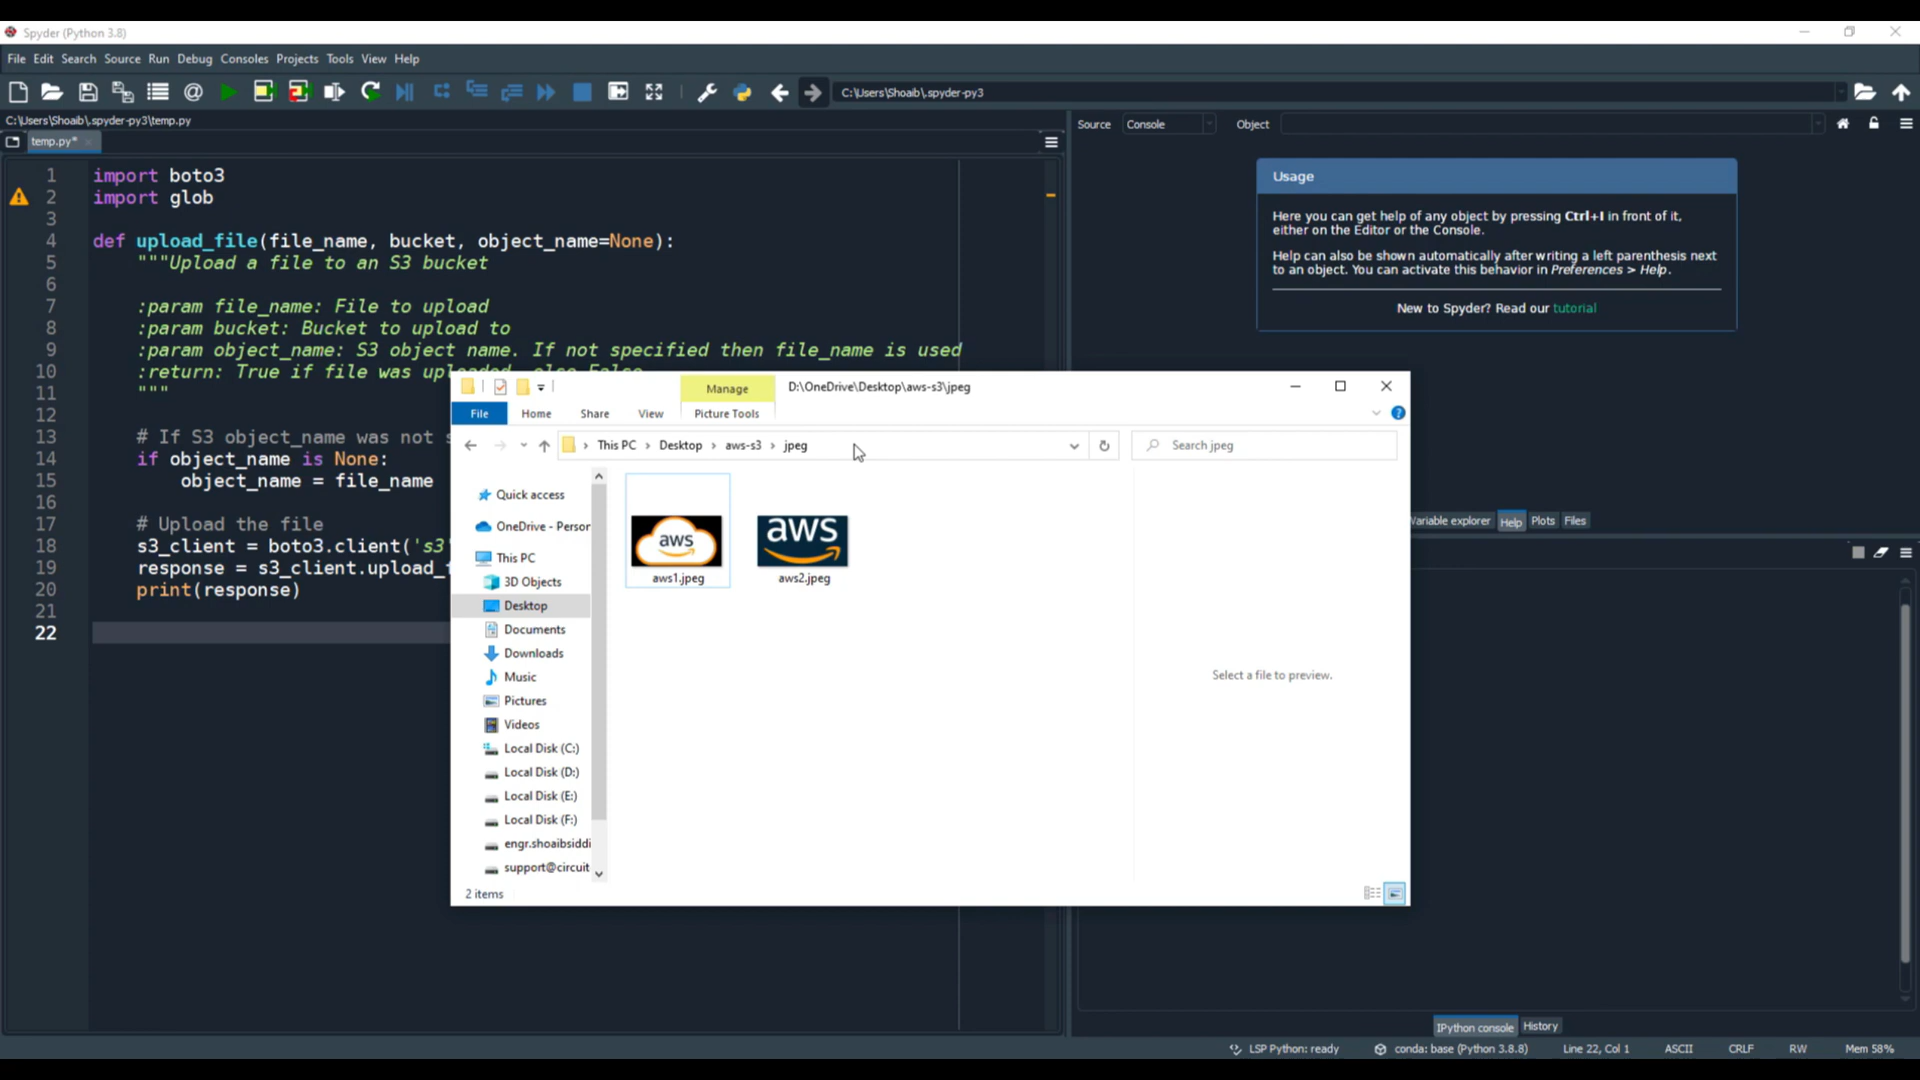 Spyder (Python 3.8)
File Edit Search Source Run Debug Consoles Projects Tools View Help
C:\Users\Shoaib\.spyder-py3
C:\Users\Shoaib\.spyder-py3\temp.py
temp.py*
Source Console Object
1 import boto3
2 import glob
3
4 def upload_file(file_name, bucket, object_name=None):
5 """Upload a file to an S3 bucket
6
7 :param file_name: File to upload
8 :param bucket: Bucket to upload to
9 :param object_name: S3 object name. If not specified then file_name is used
10 :return: True if file was uploaded, else False
11 """
12
13 # If S3 object_name was not s
14 if object_name is None:
15 object_name = file_name
16
17 # Upload the file
18 s3_client = boto3.client('s3'
19 response = s3_client.upload_f
20 print(response)
21
22
Usage
Here you can get help of any object by pressing Ctrl+I in front of it,
either on the Editor or the Console.
Help can also be shown automatically after writing a left parenthesis next
to an object. You can activate this behavior in Preferences > Help.
New to Spyder? Read our tutorial
Manage D:\OneDrive\Desktop\aws-s3\jpeg
File Home Share View Picture Tools
This PC Desktop aws-s3 jpeg
Search jpeg
Quick access
OneDrive - Person
This PC
3D Objects
Desktop
Documents
Downloads
Music
Pictures
Videos
Local Disk (C:)
Local Disk (D:)
Local Disk (E:)
Local Disk (F:)
engr.shoaibsiddi
support@circuit
2 items
aws
aws1.jpeg
aws
aws2.jpeg
Select a file to preview.
Variable explorer Help Plots Files
IPython console History
LSP Python: ready conda: base (Python 3.8.8) Line 22, Col 1 ASCII CRLF RW Mem 58%